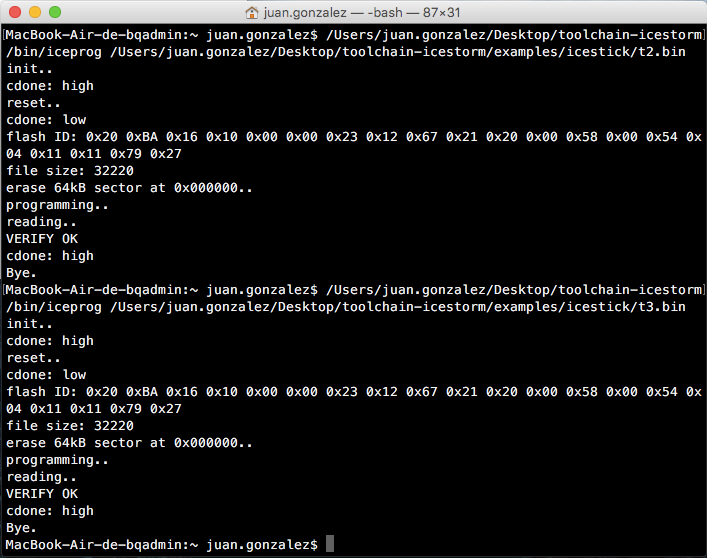 juan.gonzalez — -bash — 87×31
MacBook-Air-de-bqadmin:~ juan.gonzalez$ /Users/juan.gonzalez/Desktop/toolchain-icestorm
/bin/iceprog /Users/juan.gonzalez/Desktop/toolchain-icestorm/examples/icestick/t2.bin
init..
cdone: high
reset..
cdone: low
flash ID: 0x20 0xBA 0x16 0x10 0x00 0x00 0x23 0x12 0x67 0x21 0x20 0x00 0x58 0x00 0x54 0x
04 0x11 0x11 0x79 0x27
file size: 32220
erase 64kB sector at 0x000000..
programming..
reading..
VERIFY OK
cdone: high
Bye.
MacBook-Air-de-bqadmin:~ juan.gonzalez$ /Users/juan.gonzalez/Desktop/toolchain-icestorm
/bin/iceprog /Users/juan.gonzalez/Desktop/toolchain-icestorm/examples/icestick/t3.bin
init..
cdone: high
reset..
cdone: low
flash ID: 0x20 0xBA 0x16 0x10 0x00 0x00 0x23 0x12 0x67 0x21 0x20 0x00 0x58 0x00 0x54 0x
04 0x11 0x11 0x79 0x27
file size: 32220
erase 64kB sector at 0x000000..
programming..
reading..
VERIFY OK
cdone: high
Bye.
MacBook-Air-de-bqadmin:~ juan.gonzalez$